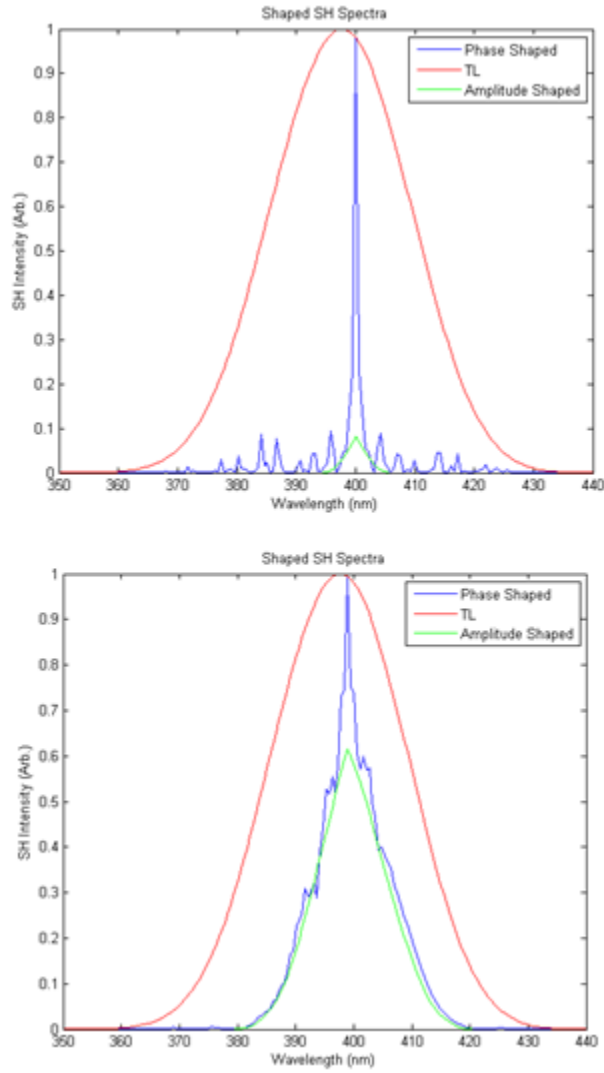 Shaped SH Spectra
1
0.9
0.8
0.7
0.6
0.5
0.4
0.3
0.2
0.1
0
SH Intensity (Arb.)
Phase Shaped
TL
Amplitude Shaped
350 360 370 380 390 400 410 420 430 440
Wavelength (nm)
Shaped SH Spectra
1
0.9
0.8
0.7
0.6
0.5
0.4
0.3
0.2
0.1
0
SH Intensity (Arb.)
Phase Shaped
TL
Amplitude Shaped
350 360 370 380 390 400 410 420 430 440
Wavelength (nm)